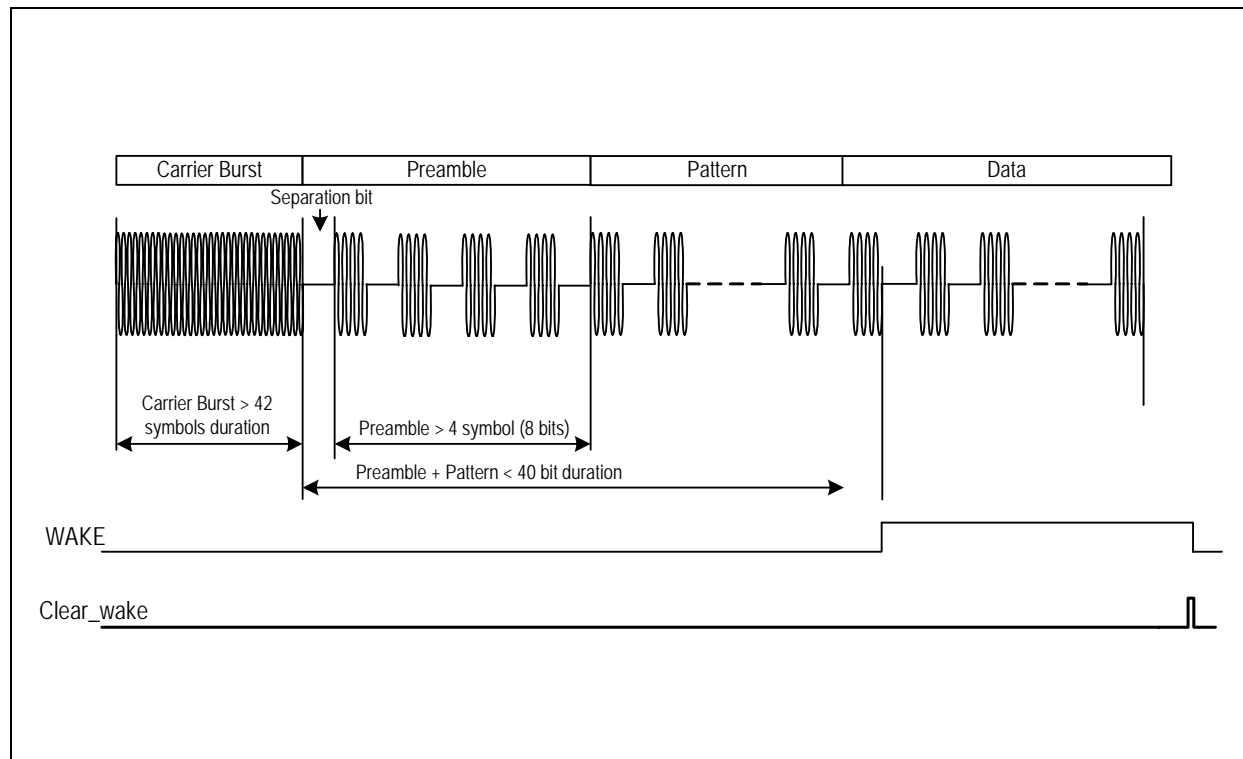 Carrier Burst Preamble Pattern Data
Separation bit
Carrier Burst > 42
symbols duration
Preamble > 4 symbol (8 bits)
Preamble + Pattern < 40 bit duration
WAKE
Clear_wake